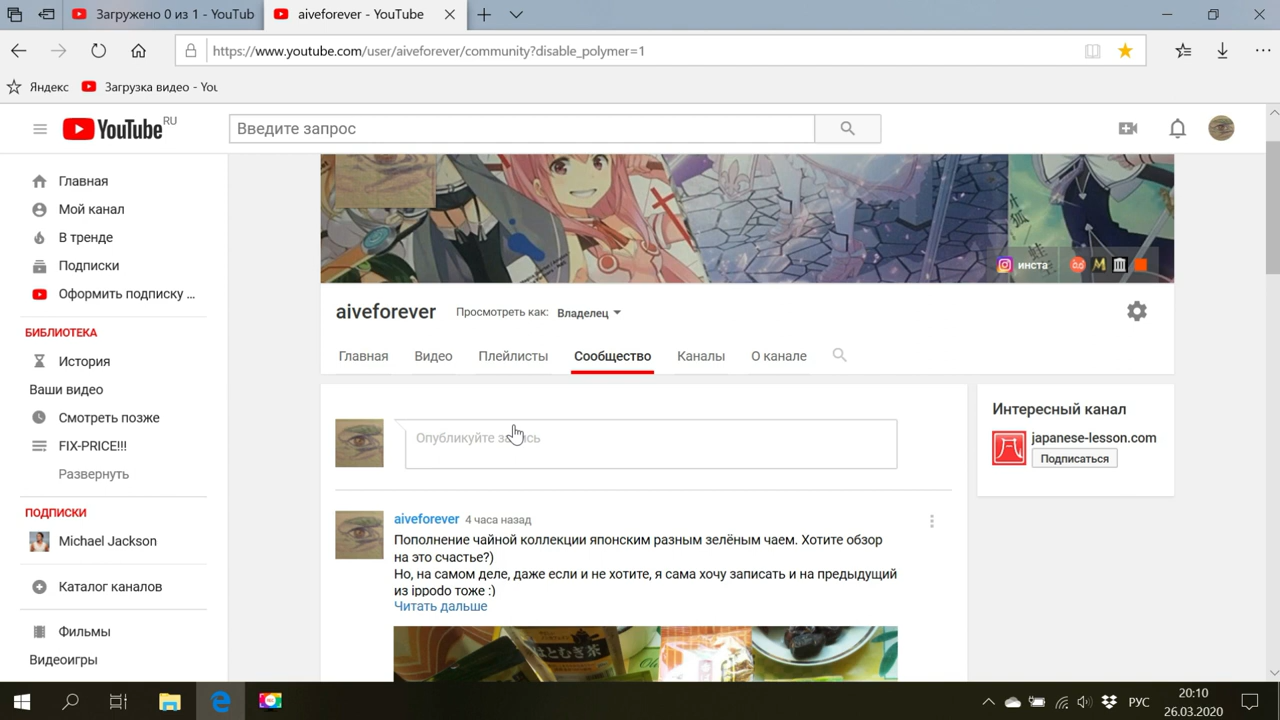 Загружено 0 из 1 - YouTub
aiveforever - YouTube
https://www.youtube.com/user/aiveforever/community?disable_polymer=1
Яндекс
Загрузка видео - You
YouTube RU
Введите запрос
Главная
Мой канал
В тренде
Подписки
Оформить подписку ...
БИБЛИОТЕКА
История
Ваши видео
Смотреть позже
FIX-PRICE!!!
Развернуть
ПОДПИСКИ
Michael Jackson
Каталог каналов
Фильмы
Видеоигры
инста
aiveforever
Просмотреть как: Владелец
Главная
Видео
Плейлисты
Сообщество
Каналы
О канале
Опубликуйте запись
aiveforever 4 часа назад
Пополнение чайной коллекции японским разным зелёным чаем. Хотите обзор
на это счастье?)
Но, на самом деле, даже если и не хотите, я сама хочу записать и на предыдущий
из ippodo тоже :)
Читать дальше
はとむぎ茶
Интересный канал
japanese-lesson.com
Подписаться
РУС
20:10
26.03.2020